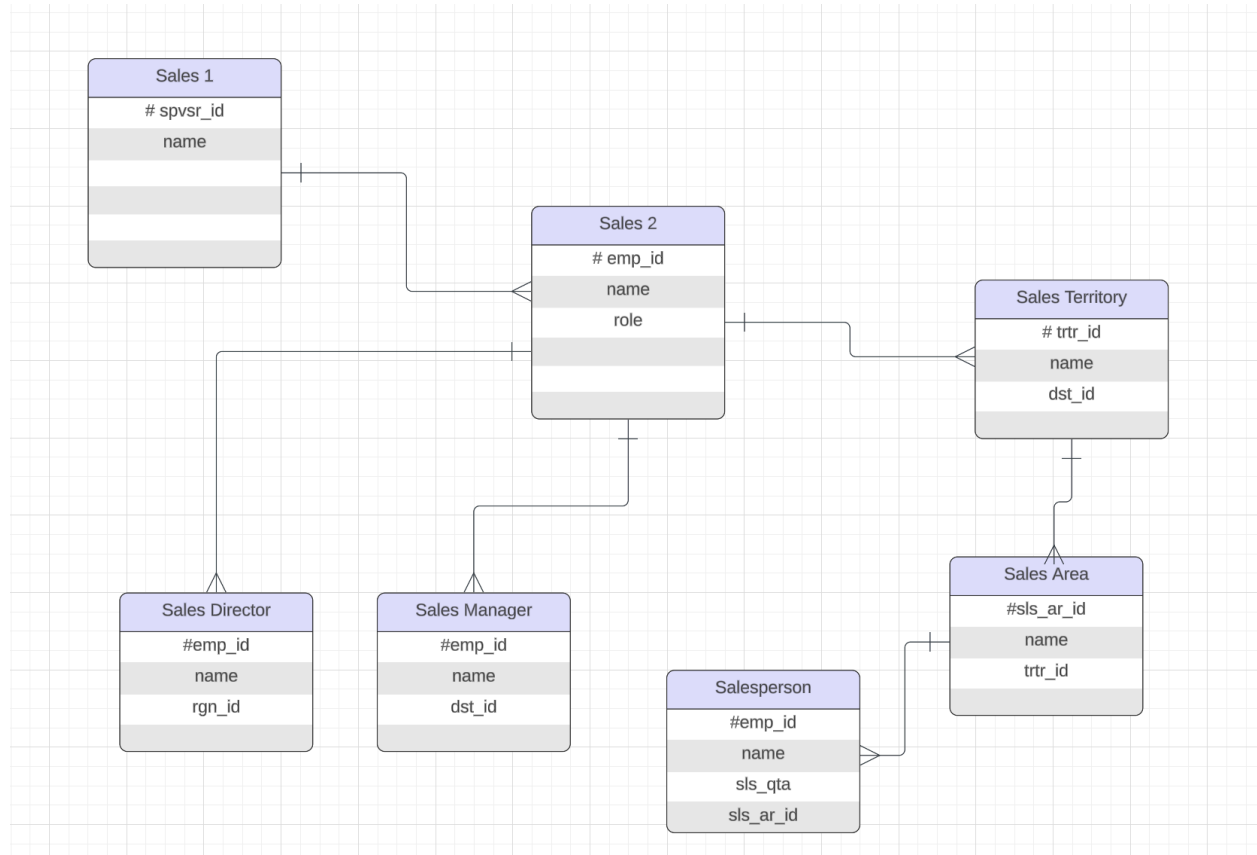 Sales 1
# spvsr_id
name
Sales 2
# emp_id
name
role
Sales Territory
# trtr_id
name
dst_id
Sales Director
#emp_id
name
rgn_id
Sales Manager
#emp_id
name
dst_id
Sales Area
#sls_ar_id
name
trtr_id
Salesperson
#emp_id
name
sls_qta
sls_ar_id